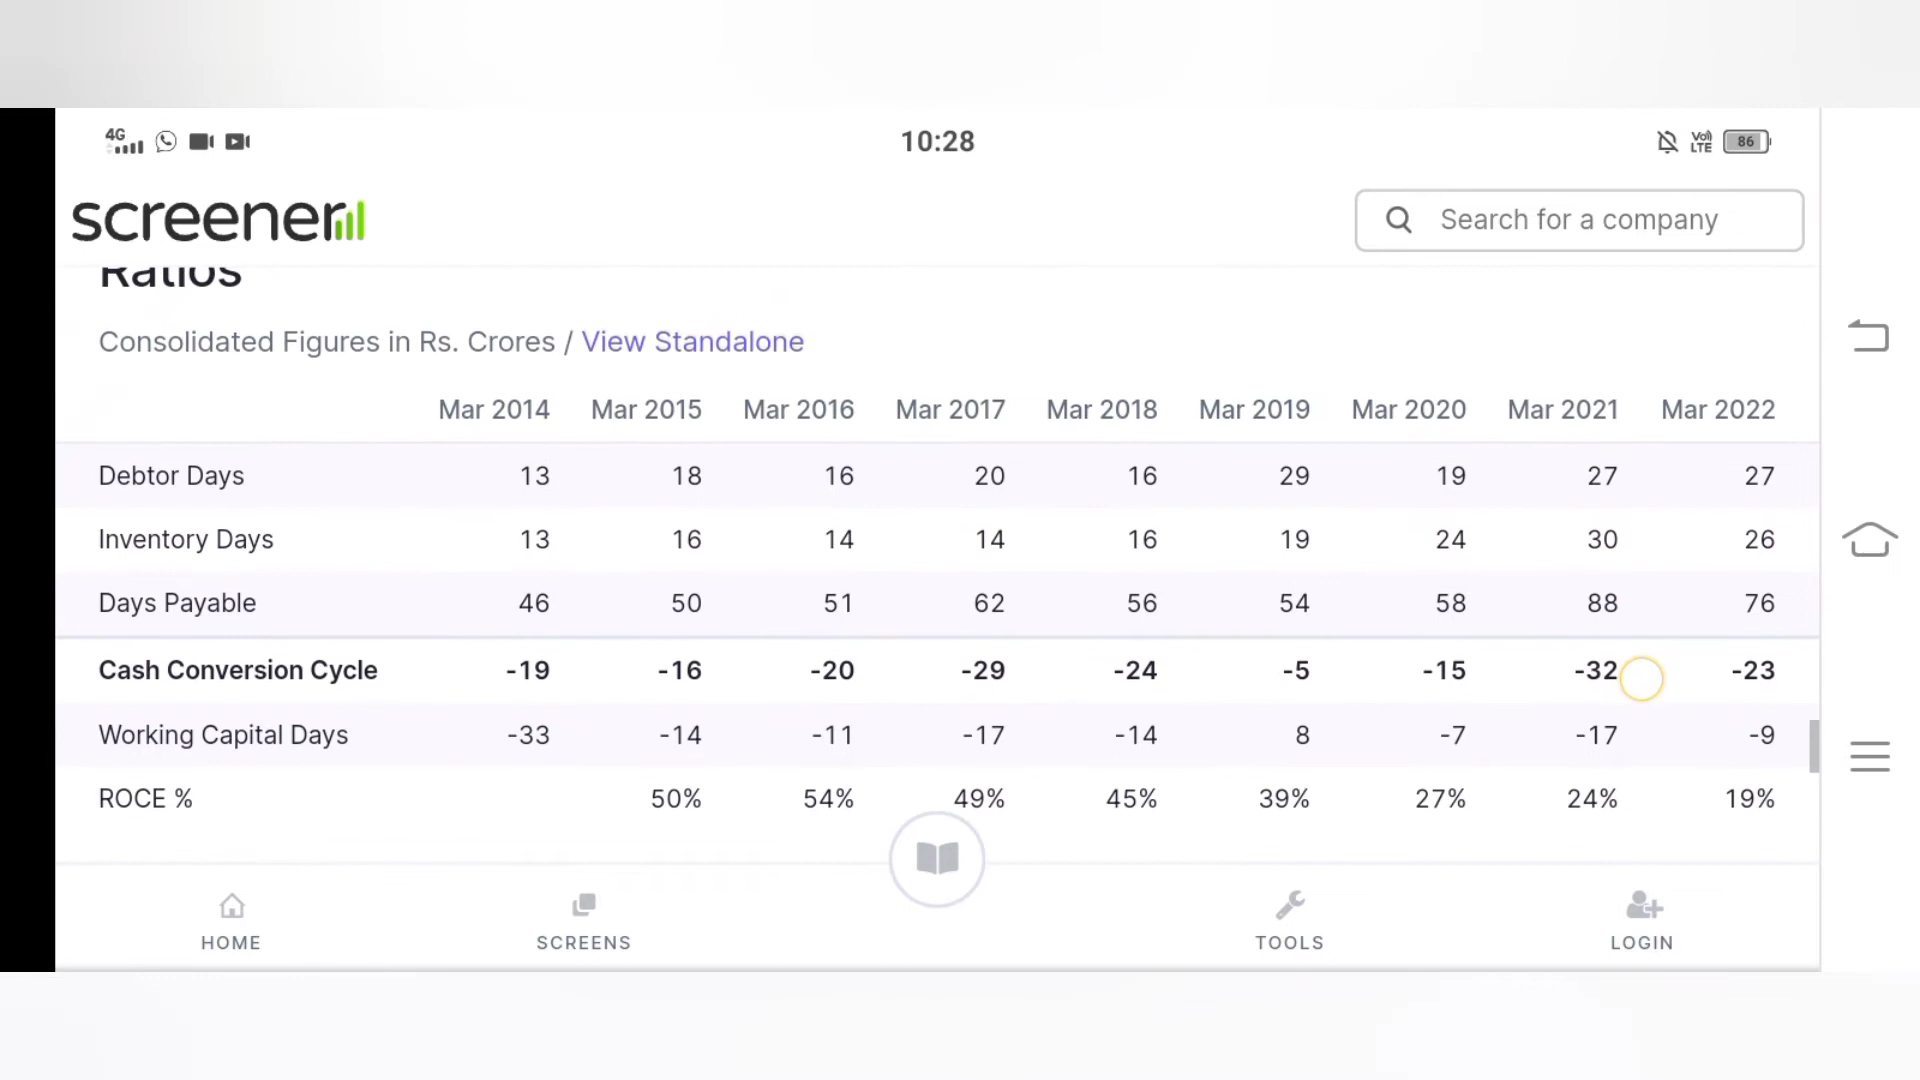 4G
10:28
Vo)) LTE 86
screener
Search for a company
Ratios
Consolidated Figures in Rs. Crores / View Standalone
Mar 2014 Mar 2015 Mar 2016 Mar 2017 Mar 2018 Mar 2019 Mar 2020 Mar 2021 Mar 2022
Debtor Days 13 18 16 20 16 29 19 27 27
Inventory Days 13 16 14 14 16 19 24 30 26
Days Payable 46 50 51 62 56 54 58 88 76
Cash Conversion Cycle -19 -16 -20 -29 -24 -5 -15 -32 -23
Working Capital Days -33 -14 -11 -17 -14 8 -7 -17 -9
ROCE % 50% 54% 49% 45% 39% 27% 24% 19%
HOME SCREENS TOOLS LOGIN